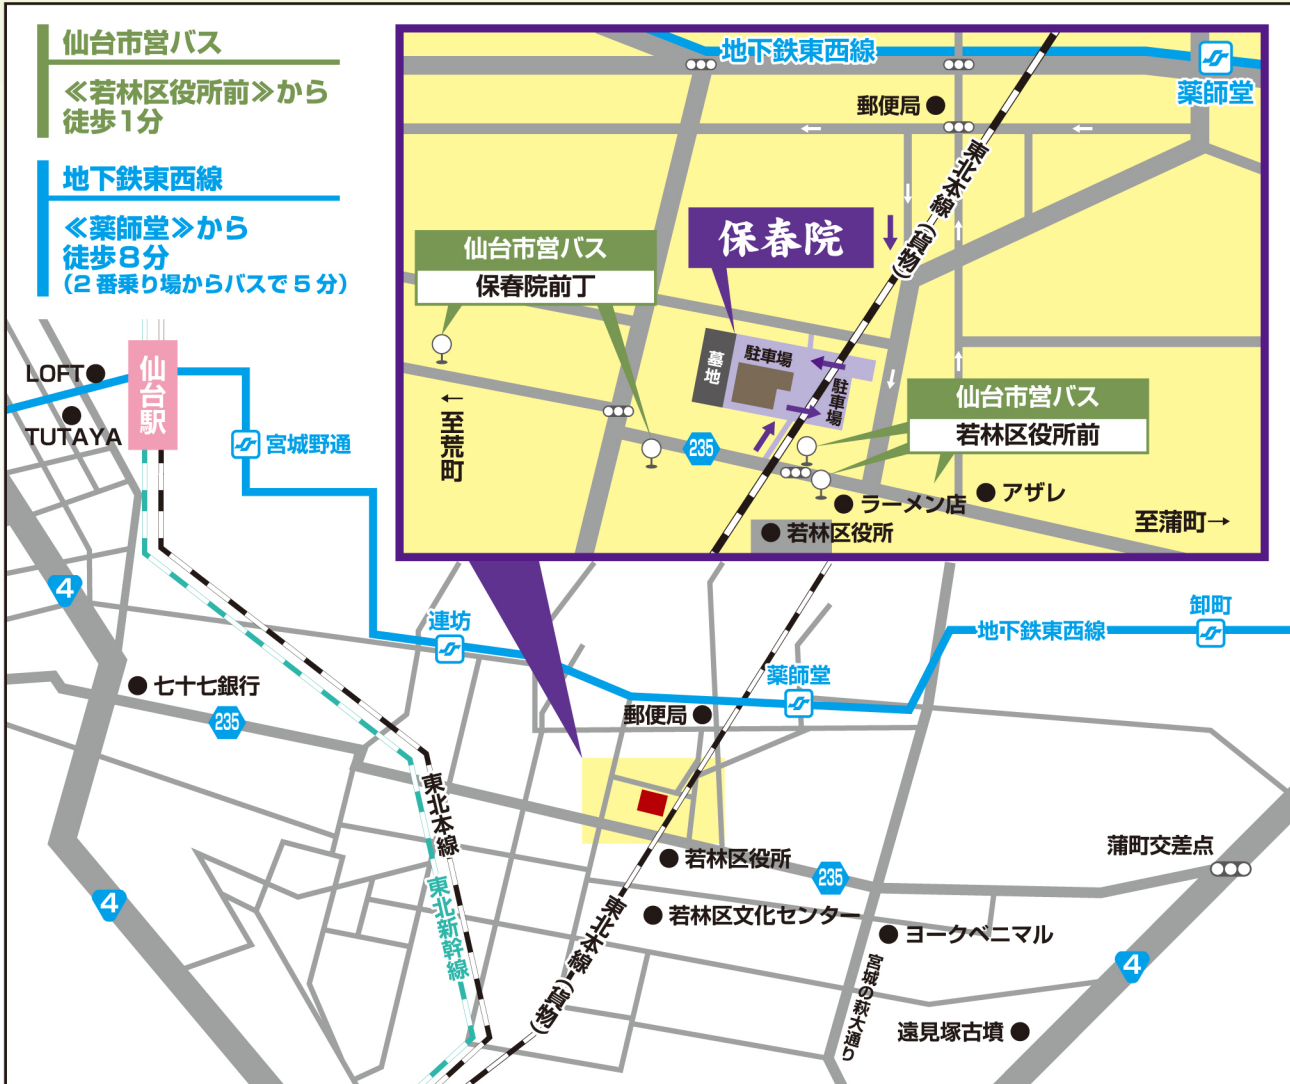 仙台市営バス
≪若林区役所前≫から
徒歩1分
地下鉄東西線
≪薬師堂≫から
徒歩8分
（2番乗り場からバスで5分）
地下鉄東西線
薬師堂
郵便局
東北本線（貨物）
保春院
仙台市営バス
保春院前丁
墓地
駐車場
駐車場
←至荒町
235
仙台市営バス
若林区役所前
ラーメン店
アザレ
若林区役所
至蒲町→
LOFT
仙台駅
TUTAYA
宮城野通
4
連坊
卸町
地下鉄東西線
薬師堂
七十七銀行
235
郵便局
東北本線
蒲町交差点
若林区役所
235
4
東北新幹線
若林区文化センター
東北本線（貨物）
ヨークベニマル
宮城の萩大通り
4
遠見塚古墳